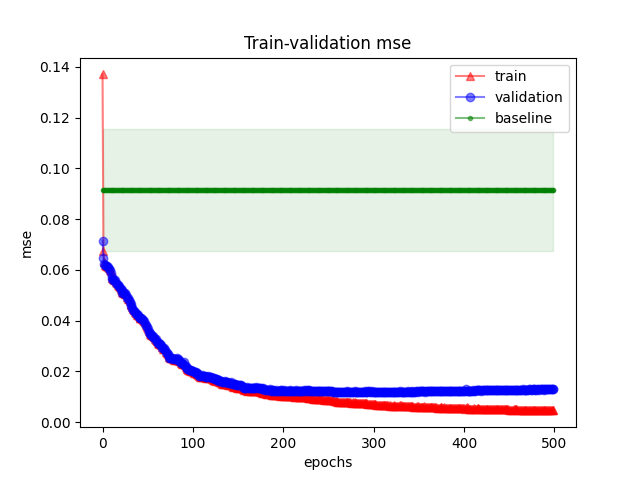 Train-validation mse
train
validation
baseline
mse
0.14
0.12
0.10
0.08
0.06
0.04
0.02
0.00
0 100 200 300 400 500
epochs